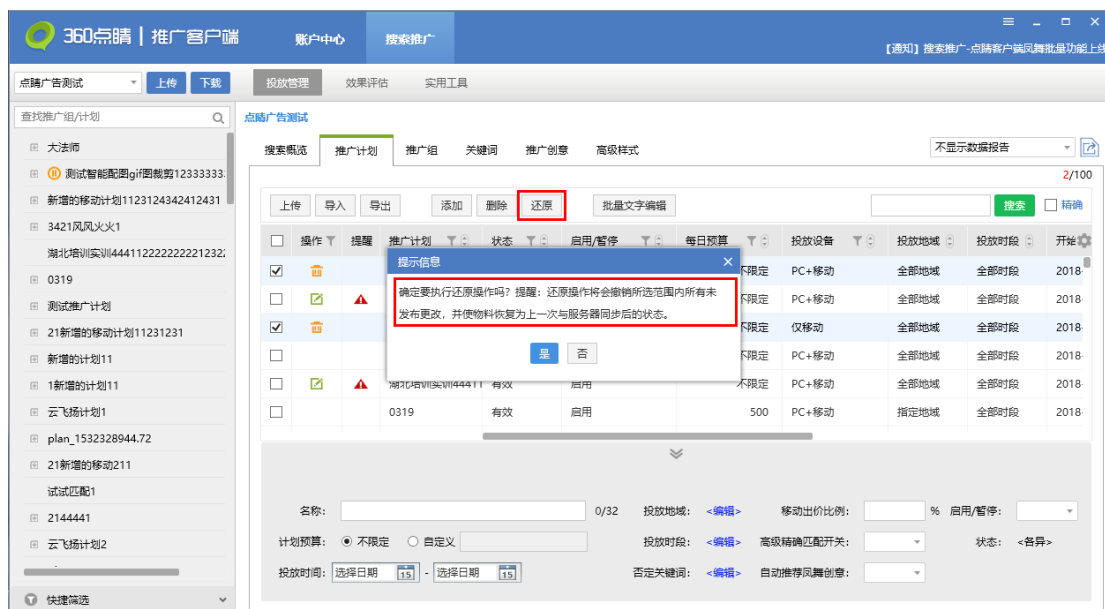 360点睛 | 推广客户端
账户中心
搜索推广
【通知】搜索推广-点睛客户端凤舞批量功能上线
点睛广告测试
上传
下载
投放管理
效果评估
实用工具
查找推广组/计划
大法师
测试智能配图gif图裁剪12333333
新增的移动计划1123124342412431
3421风风火火1
湖北培训实训44411222222222123
0319
测试推广计划
21新增的移动计划11231231
新增的计划11
1新增的计划11
云飞扬计划1
plan_1532328944.72
21新增的移动211
试试匹配1
2144441
云飞扬计划2
快捷筛选
点睛广告测试
搜索概览
推广计划
推广组
关键词
推广创意
高级样式
不显示数据报告
2/100
上传
导入
导出
添加
删除
还原
批量文字编辑
搜索
精确
操作 提醒 推广计划 状态 启用/暂停 每日预算 投放设备 投放地域 投放时段 开始
不限定 PC+移动 全部地域 全部时段 2018-
不限定 PC+移动 全部地域 全部时段 2018-
不限定 仅移动 全部地域 全部时段 2018-
不限定 PC+移动 全部地域 全部时段 2018-
湖北培训实训44411 有效 启用 不限定 PC+移动 全部地域 全部时段 2018-
0319 有效 启用 500 PC+移动 指定地域 全部时段 2018-
提示信息
确定要执行还原操作吗？提醒：还原操作将会撤销所选范围内所有未
发布更改，并使物料恢复为上一次与服务器同步后的状态。
是
否
名称： 0/32 投放地域： <编辑> 移动出价比例： % 启用/暂停：
计划预算： 不限定 自定义 投放时段： <编辑> 高级精确匹配开关： 状态： <各异>
投放时间： 选择日期 15 - 选择日期 15 否定关键词： <编辑> 自动推荐凤舞创意：